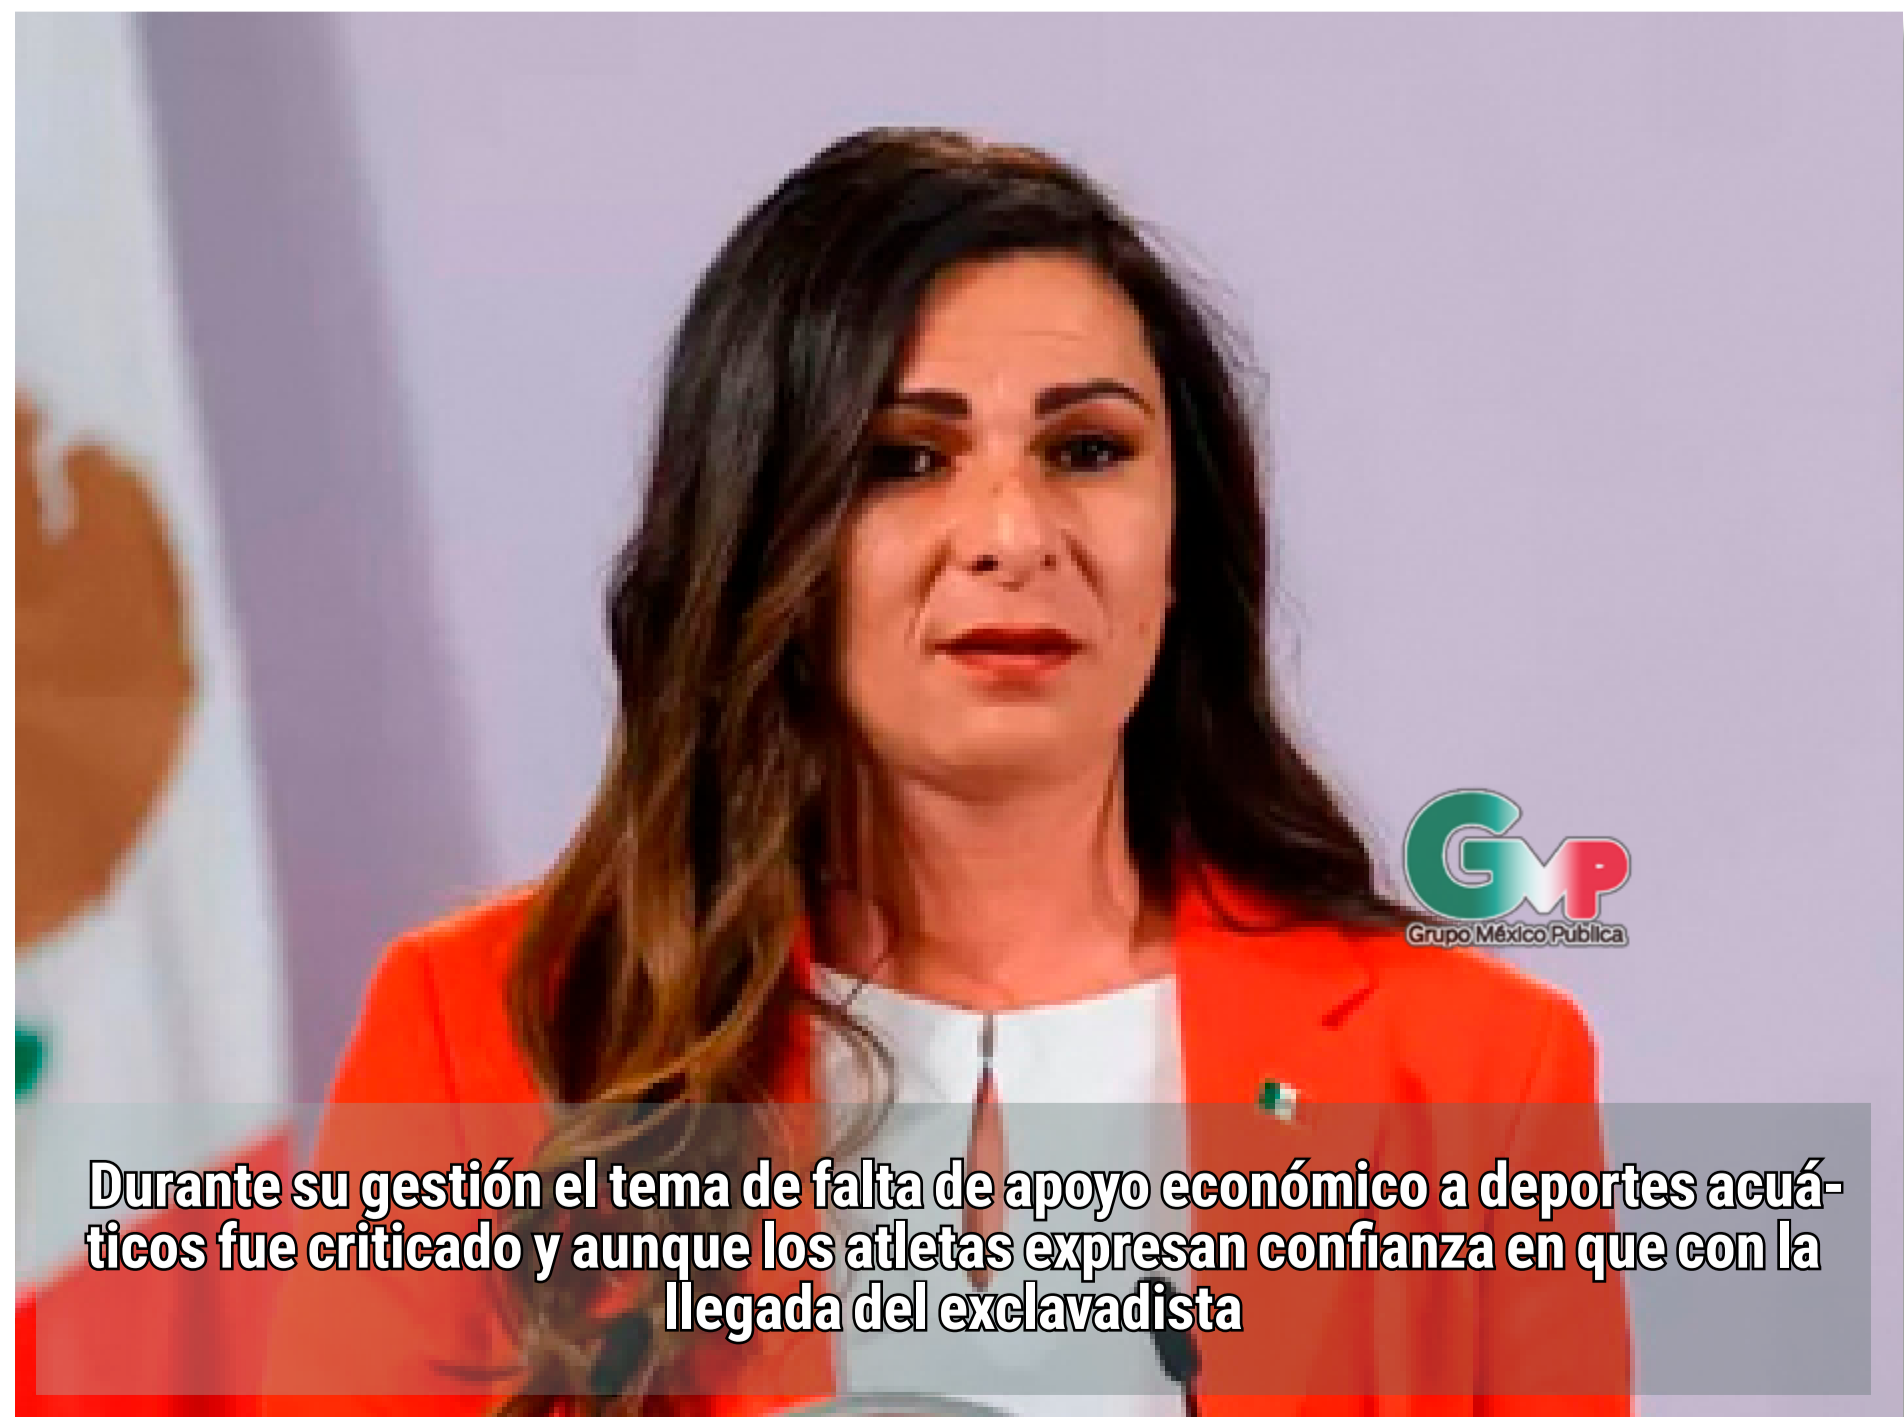 GMP
Grupo México Publica
Durante su gestión el tema de falta de apoyo económico a deportes acuá-
ticos fue criticado y aunque los atletas expresan confianza en que con la
llegada del exclavadista